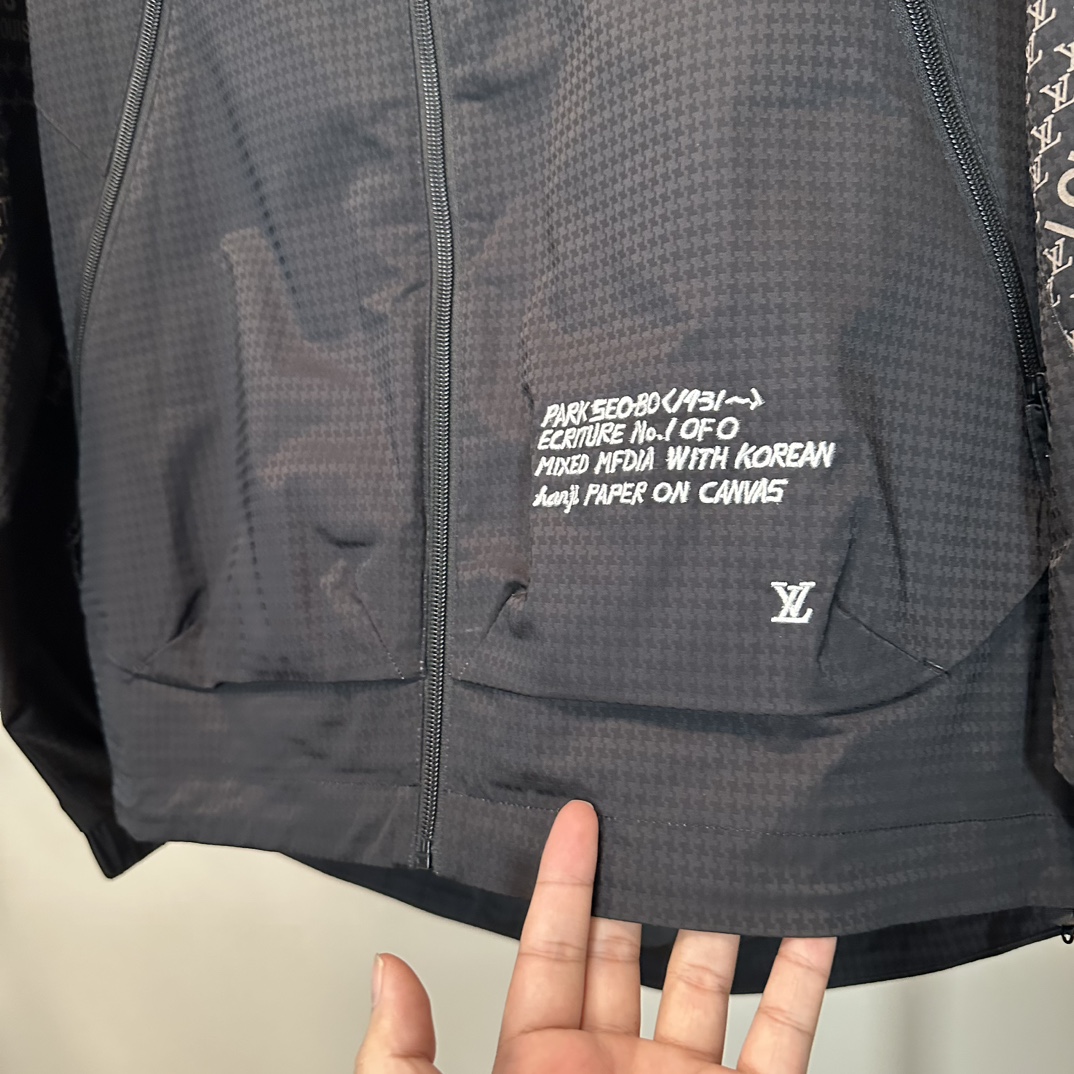 PARK SEO-BO (1931~)
ECRITURE No.1 OF 0
MIXED MFDIA WITH KOREAN
hanji PAPER ON CANVAS
LV